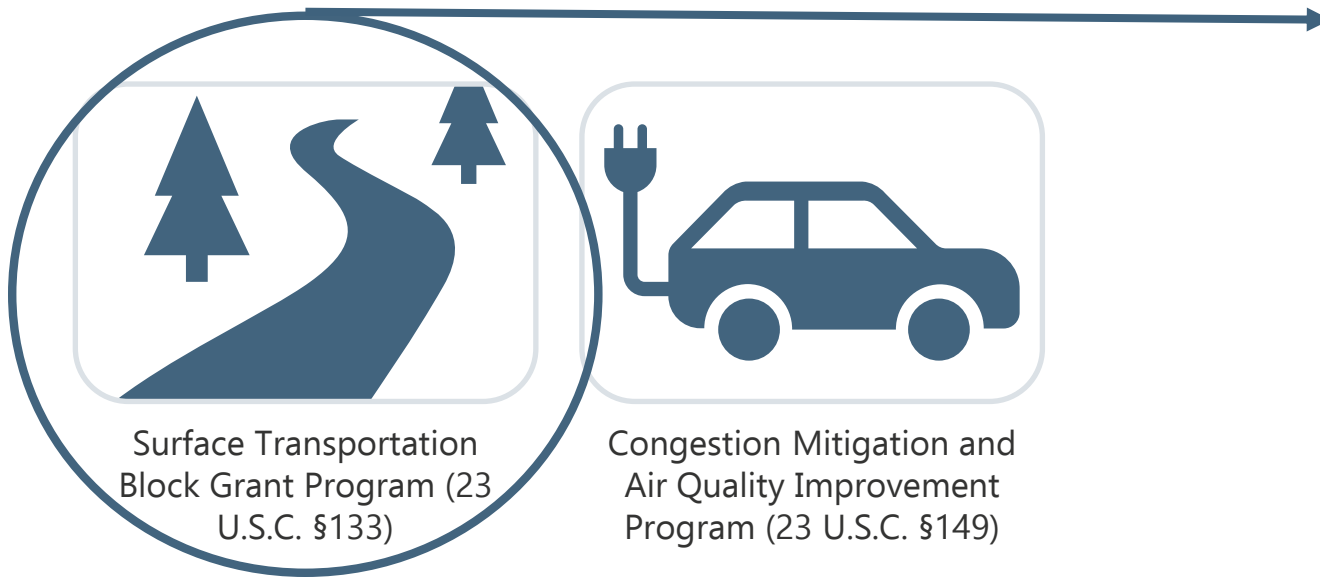 Surface Transportation
Block Grant Program (23
U.S.C. §133)
Congestion Mitigation and
Air Quality Improvement
Program (23 U.S.C. §149)